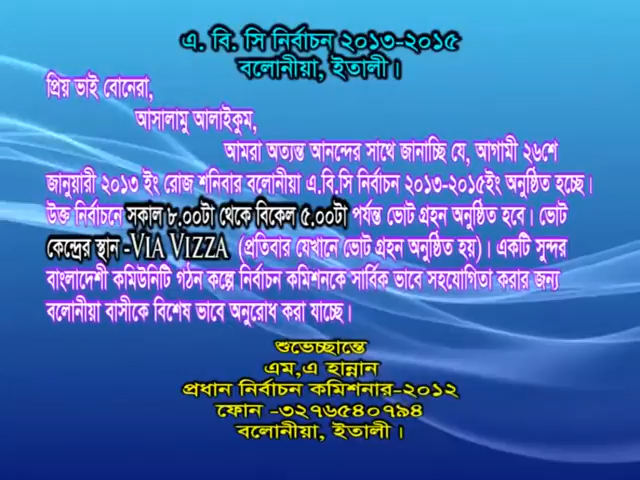 এ. বি. সি নির্বাচন ২০১৩-২০১৫
বলোনীয়া, ইতালী।
প্রিয় ভাই বোনেরা,
আসালামু আলাইকুম,
আমরা অত্যন্ত আনন্দের সাথে জানাচ্ছি যে, আগামী ২৬শে
জানুয়ারী ২০১৩ ইং রোজ শনিবার বলোনীয়া এ.বি.সি নির্বাচন ২০১৩-২০১৫ইং অনুষ্ঠিত হচ্ছে।
উক্ত নির্বাচনে সকাল ৮.০০টা থেকে বিকেল ৫.০০টা পর্যন্ত ভোট গ্রহন অনুষ্ঠিত হবে। ভোট
কেন্দ্রের স্থান -VIA VIZZA (প্রতিবার যেখানে ভোট গ্রহন অনুষ্ঠিত হয়)। একটি সুন্দর
বাংলাদেশী কমিউনিটি গঠন কল্পে নির্বাচন কমিশনকে সার্বিক ভাবে সহযোগিতা করার জন্য
বলোনীয়া বাসীকে বিশেষ ভাবে অনুরোধ করা যাচ্ছে।
শুভেচ্ছান্তে
এম,এ হান্নান
প্রধান নির্বাচন কমিশনার-২০১২
ফোন -৩২৭৬৫৪০৭৯৪
বলোনীয়া, ইতালী।